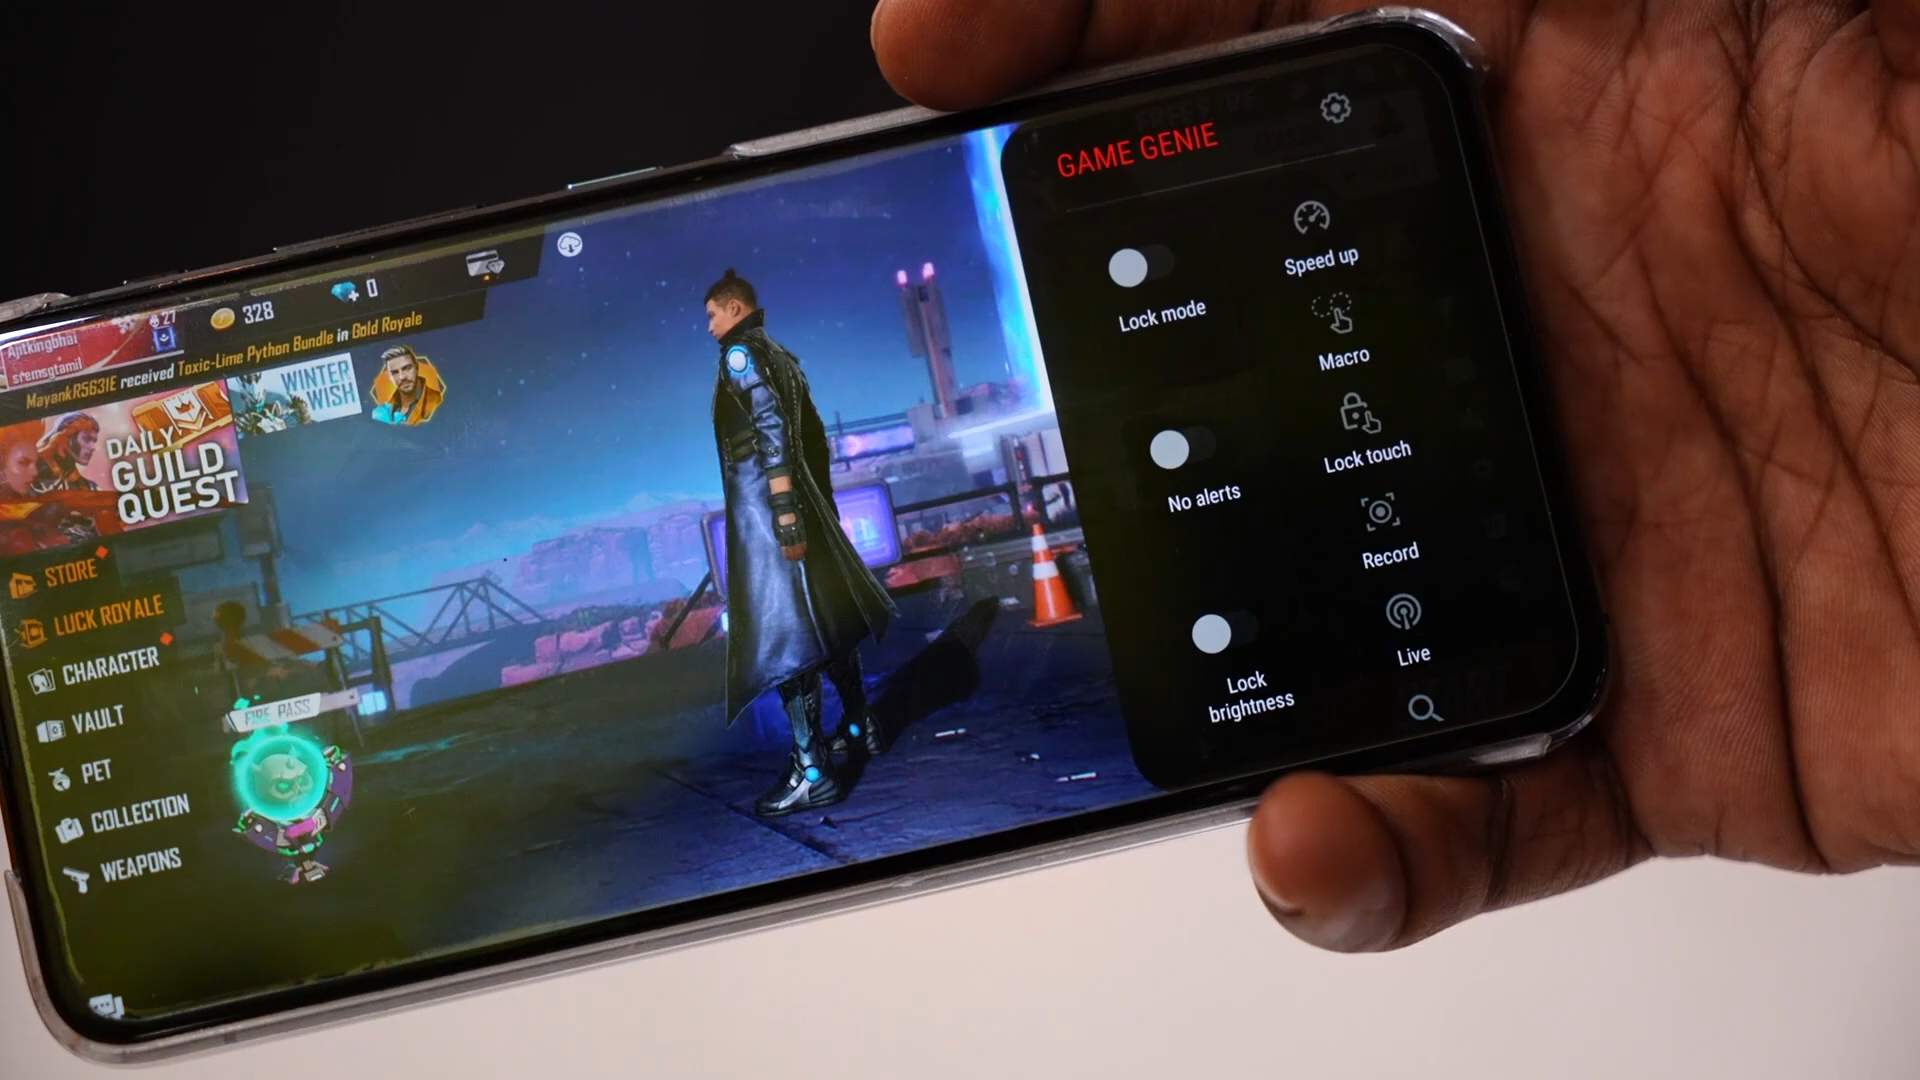 Ajitkingbhai
sremsgtamil
27
328
0
MayankR5631E received Toxic-Lime Python Bundle in Gold Royale
DAILY
GUILD
QUEST
WINTER
WISH
STORE
LUCK ROYALE
CHARACTER
VAULT
PET
COLLECTION
WEAPONS
FIRE PASS
GAME GENIE
Lock mode
No alerts
Lock
brightness
Speed up
Macro
Lock touch
Record
Live